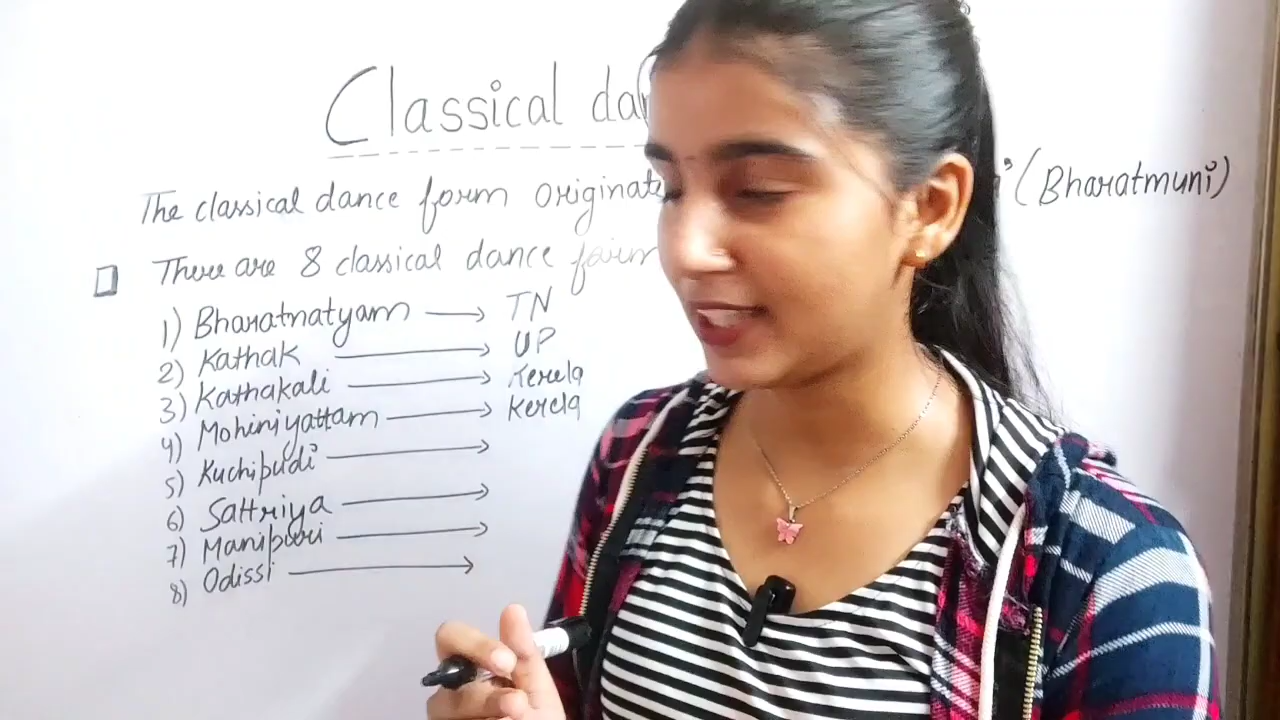 Classical da
The classical dance form originate ' (Bharatmuni)
There are 8 classical dance form
1) Bharatnatyam → TN
2) Kathak → UP
3) Kathakali → Kerela
4) Mohiniyattam → Kerela
5) Kuchipudi →
6) Sattriya →
7) Manipuri →
8) Odissi →